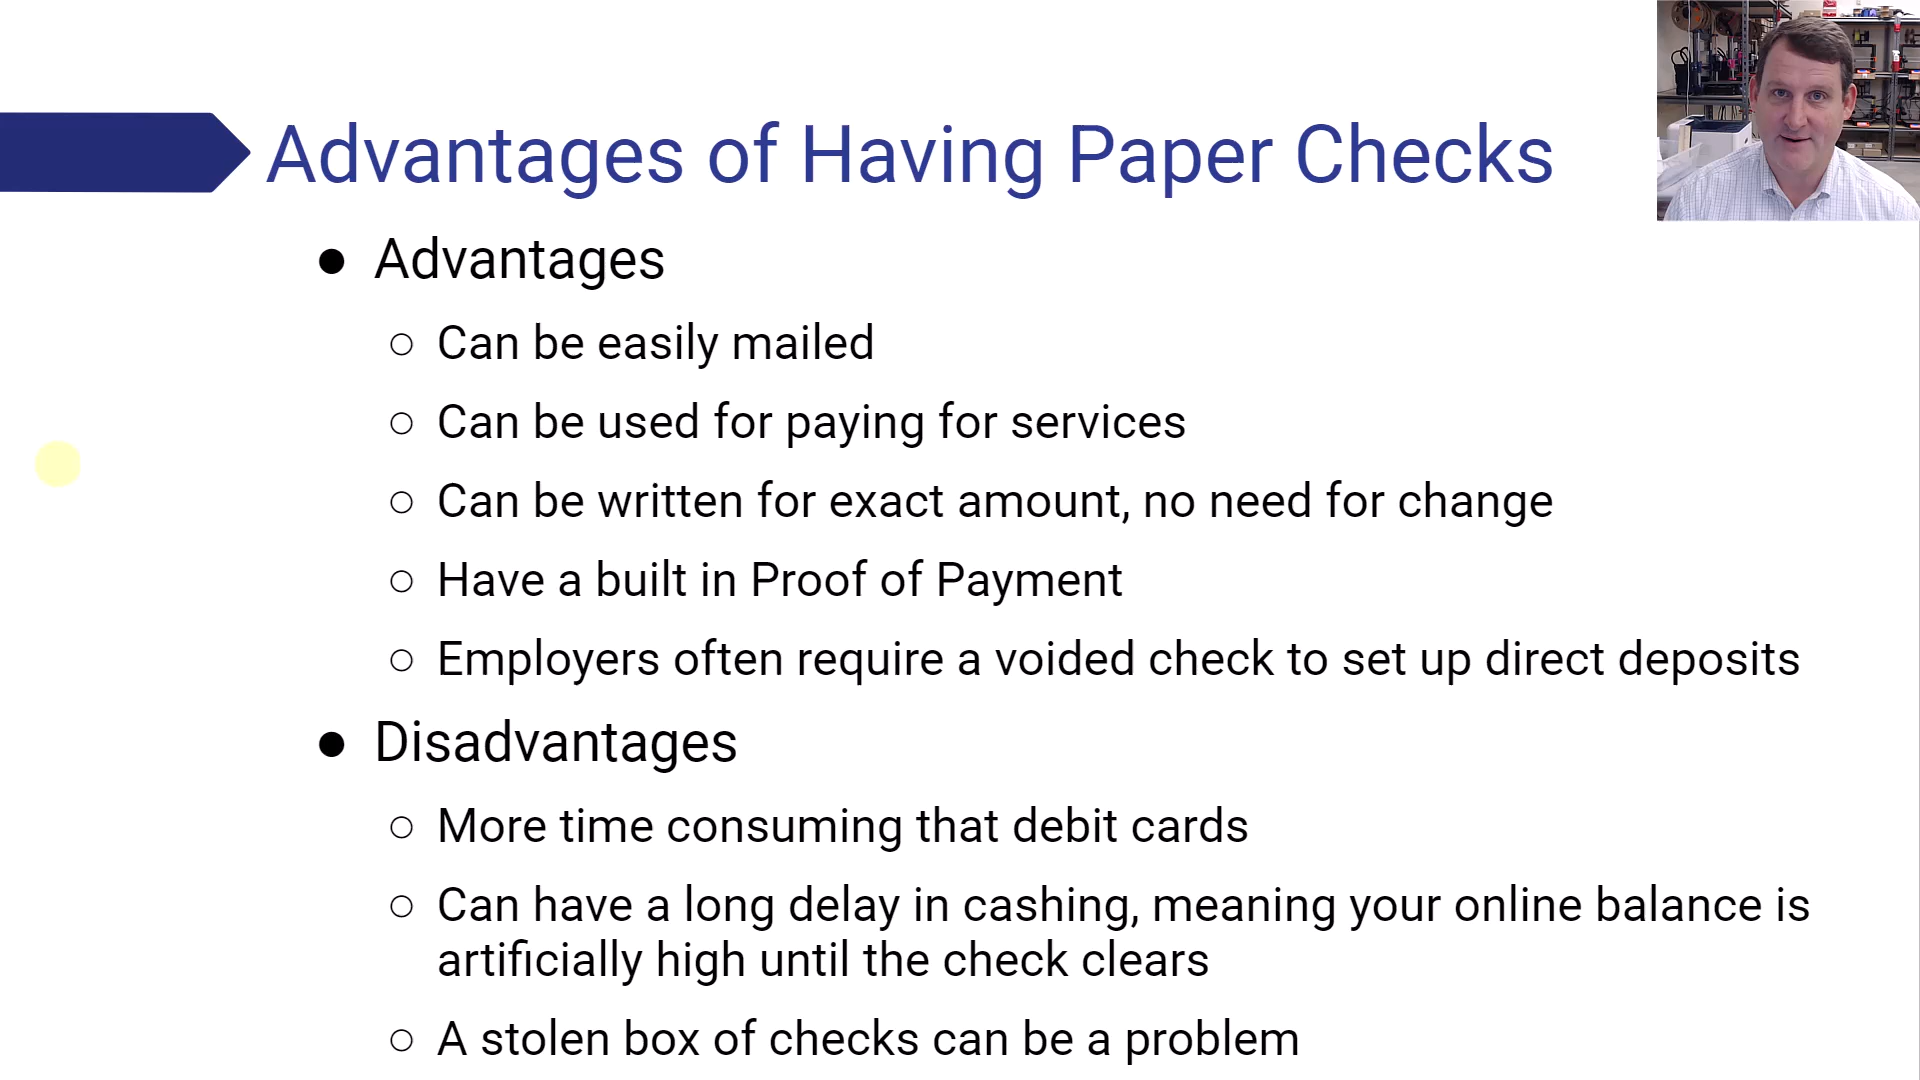 Advantages of Having Paper Checks
● Advantages
○ Can be easily mailed
○ Can be used for paying for services
○ Can be written for exact amount, no need for change
○ Have a built in Proof of Payment
○ Employers often require a voided check to set up direct deposits
● Disadvantages
○ More time consuming that debit cards
○ Can have a long delay in cashing, meaning your online balance is
artificially high until the check clears
○ A stolen box of checks can be a problem